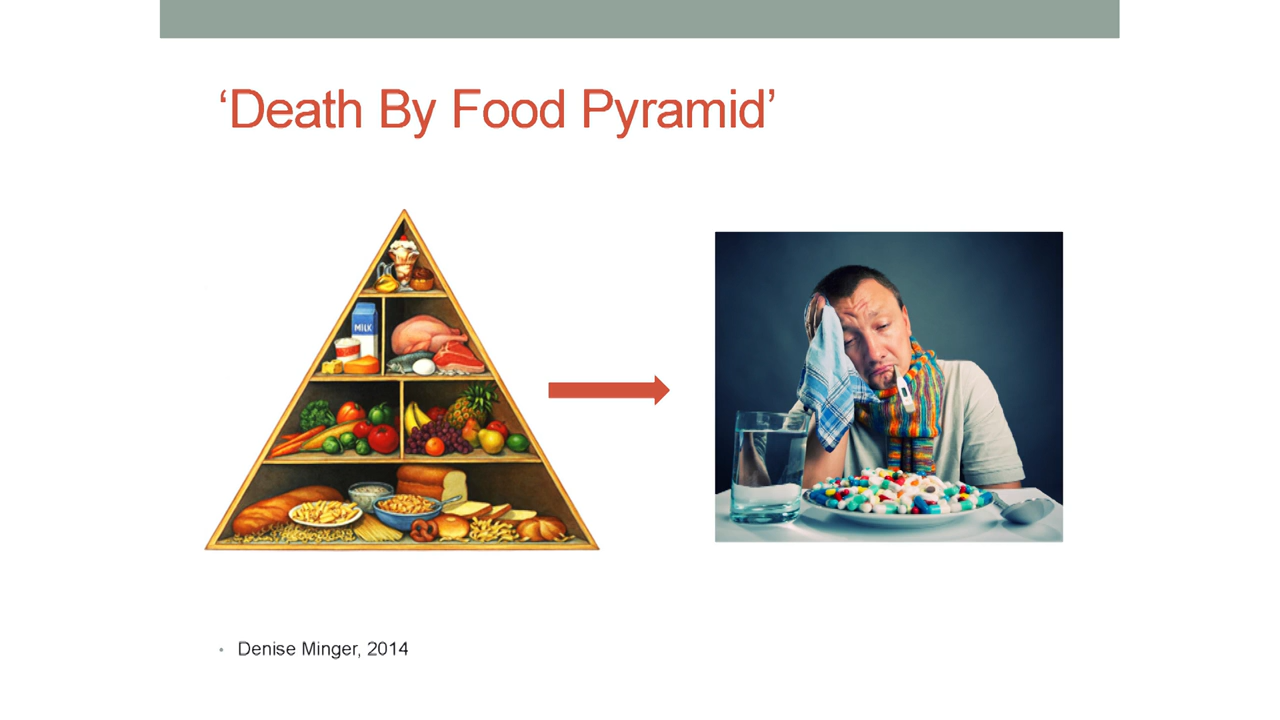 ‘Death By Food Pyramid’
MILK
• Denise Minger, 2014